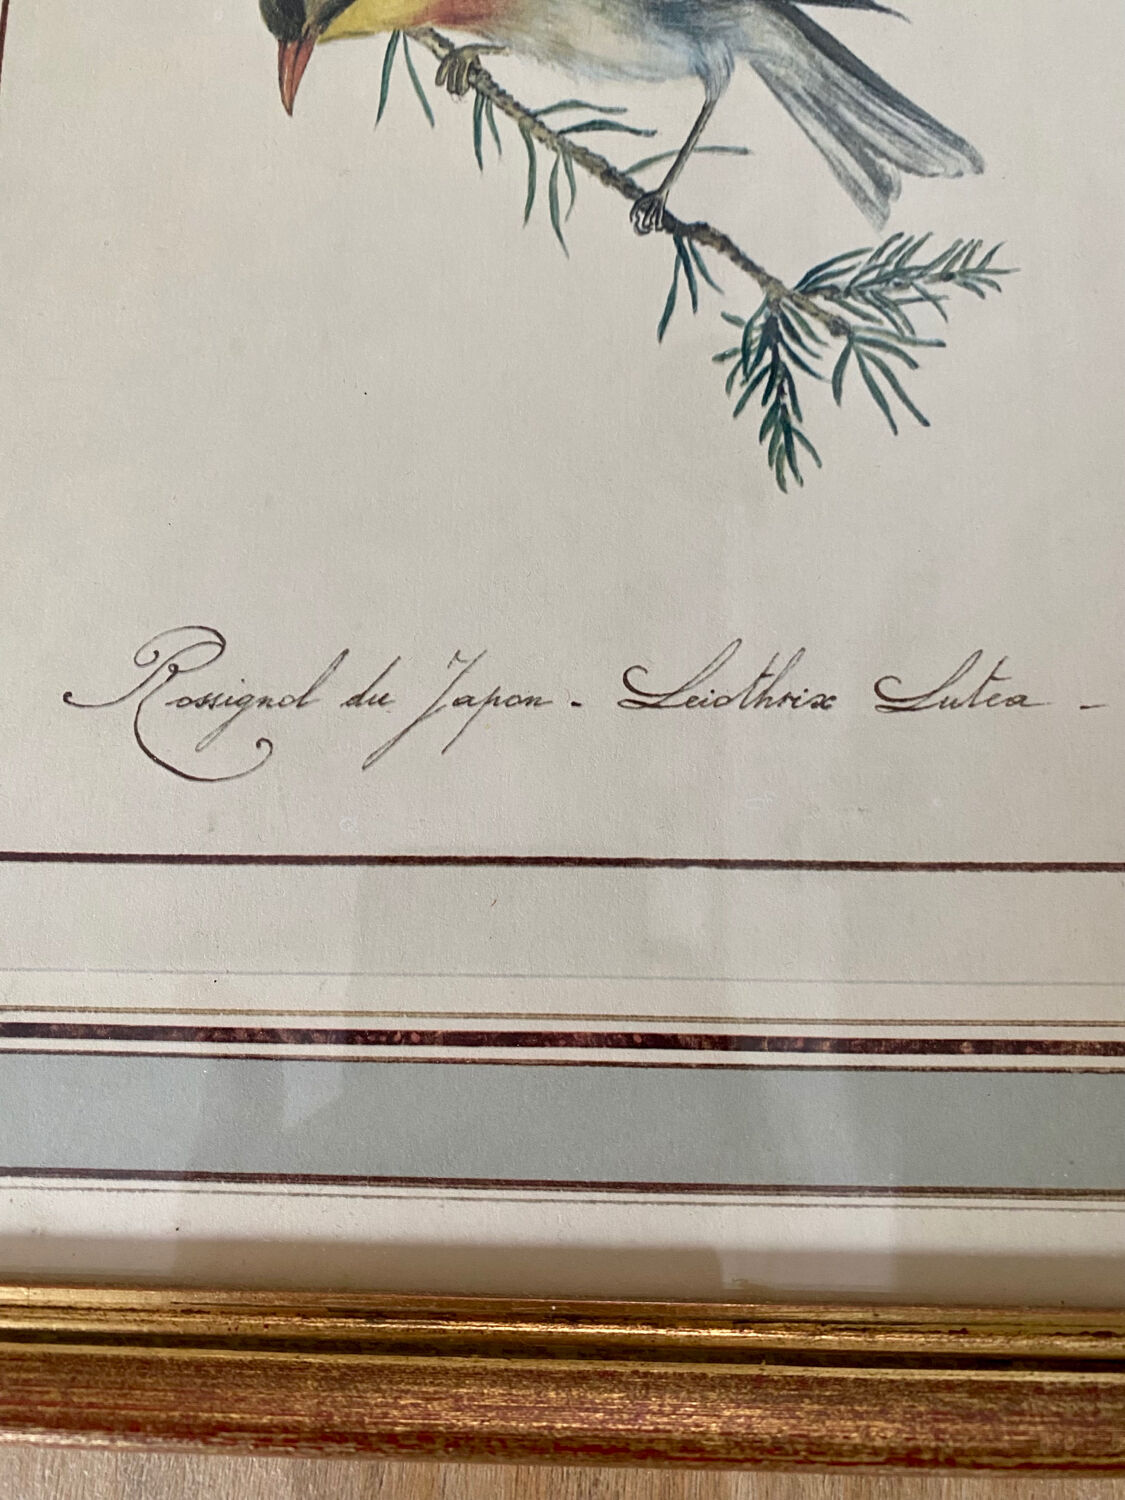 Rossignol du Japon - Leiothrix Lutea -